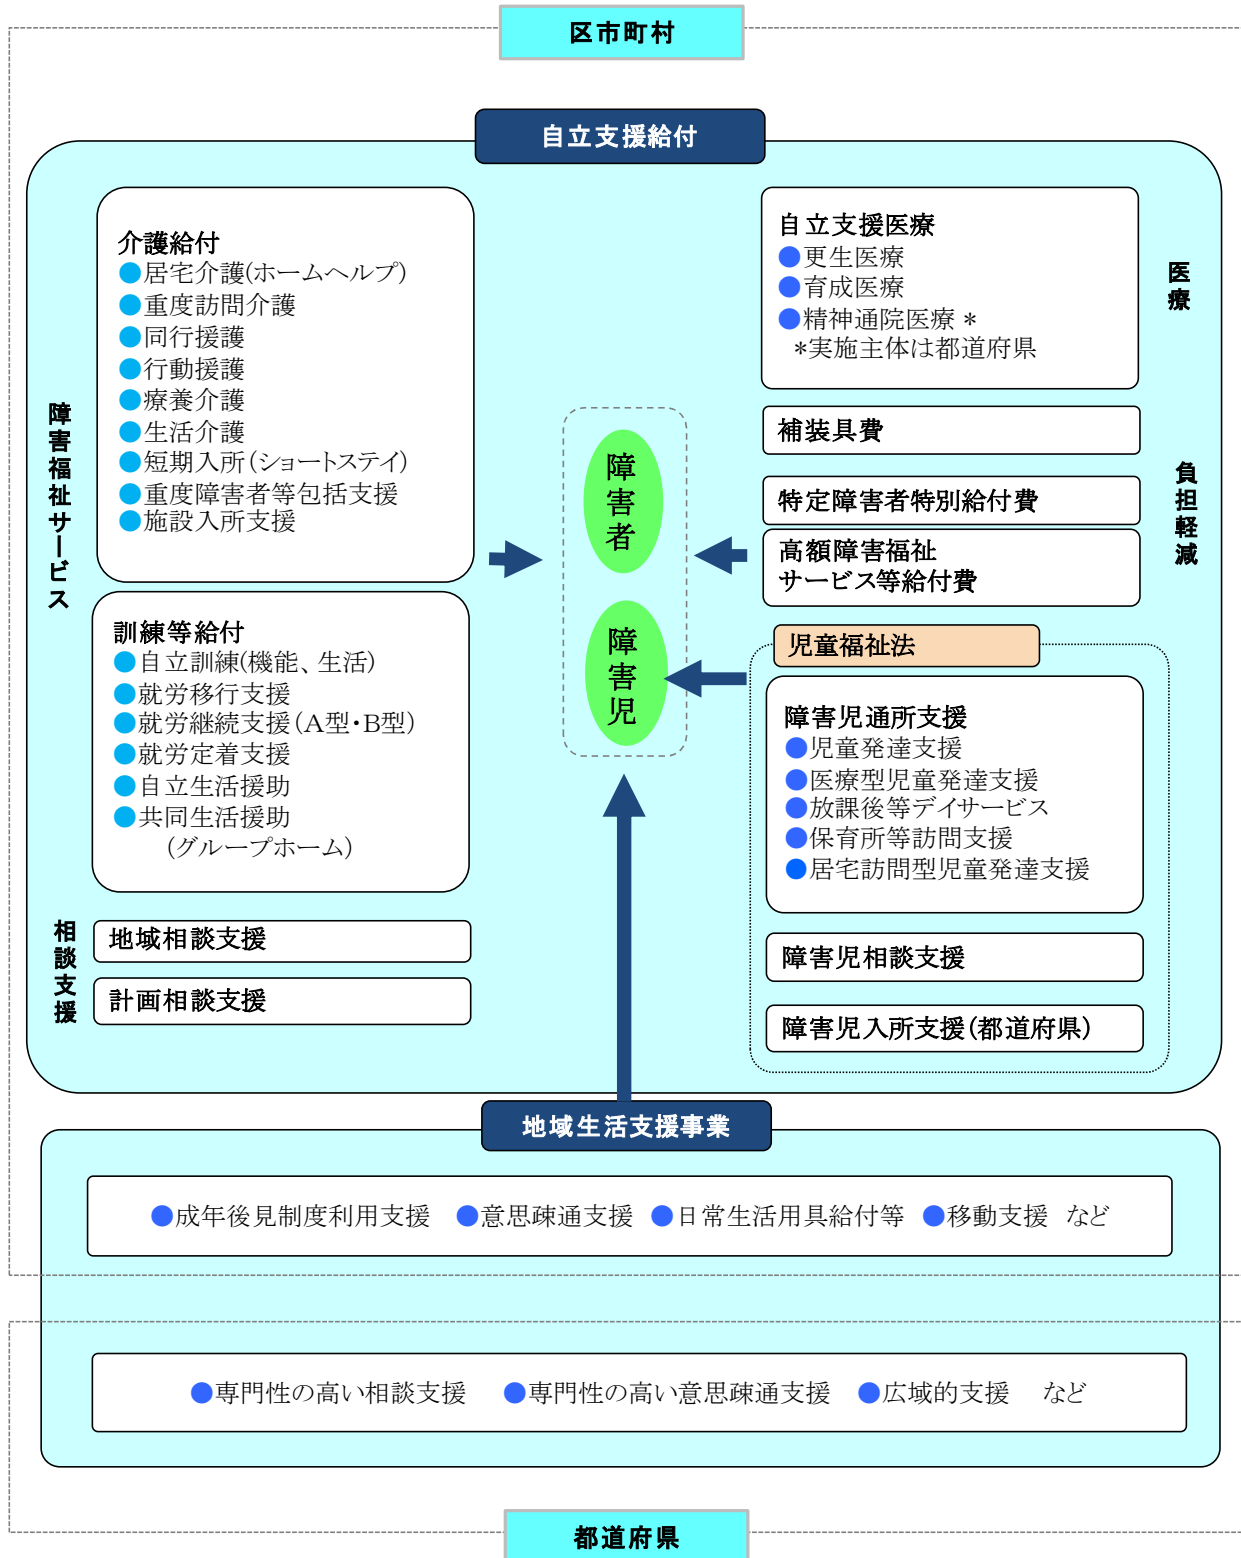 区市町村
自立支援給付
障害福祉サービス
介護給付
●居宅介護(ホームヘルプ)
●重度訪問介護
●同行援護
●行動援護
●療養介護
●生活介護
●短期入所(ショートステイ)
●重度障害者等包括支援
●施設入所支援
訓練等給付
●自立訓練(機能、生活)
●就労移行支援
●就労継続支援(A型・B型)
●就労定着支援
●自立生活援助
●共同生活援助
(グループホーム)
相談支援
地域相談支援
計画相談支援
障害者
障害児
自立支援医療
●更生医療
●育成医療
●精神通院医療 *
*実施主体は都道府県
医療
補装具費
負担軽減
特定障害者特別給付費
高額障害福祉
サービス等給付費
児童福祉法
障害児通所支援
●児童発達支援
●医療型児童発達支援
●放課後等デイサービス
●保育所等訪問支援
●居宅訪問型児童発達支援
障害児相談支援
障害児入所支援(都道府県)
地域生活支援事業
●成年後見制度利用支援 ●意思疎通支援 ●日常生活用具給付等 ●移動支援 など
●専門性の高い相談支援 ●専門性の高い意思疎通支援 ●広域的支援 など
都道府県